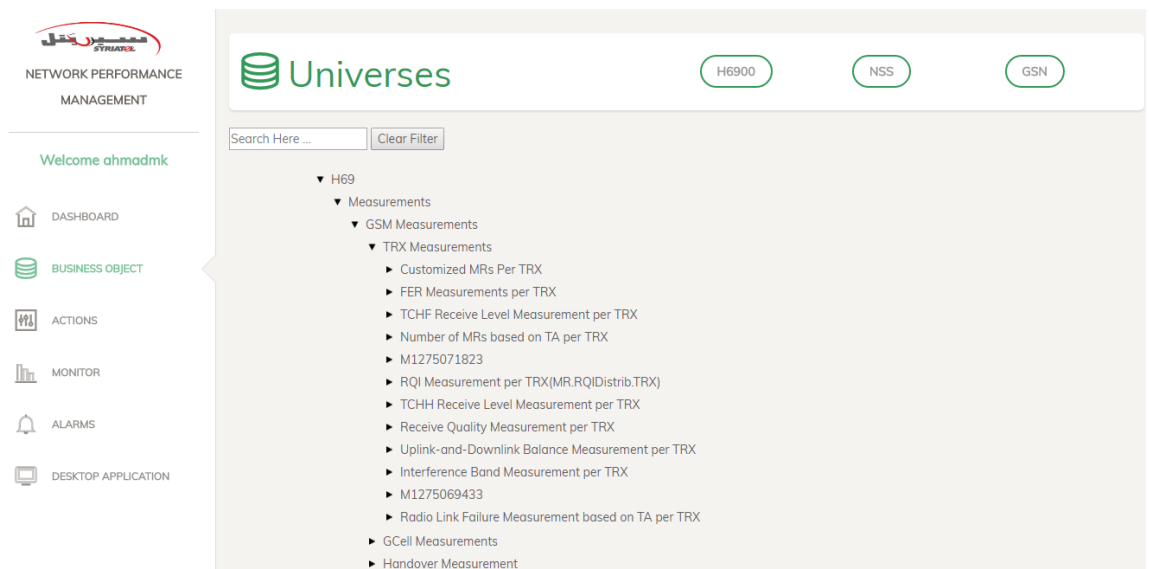 سيريتل
SYRIATEL
NETWORK PERFORMANCE
MANAGEMENT
Welcome ahmadmk
DASHBOARD
BUSINESS OBJECT
ACTIONS
MONITOR
ALARMS
DESKTOP APPLICATION
Universes
H6900
NSS
GSN
Search Here ...
Clear Filter
H69
Measurements
GSM Measurements
TRX Measurements
Customized MRs Per TRX
FER Measurements per TRX
TCHF Receive Level Measurement per TRX
Number of MRs based on TA per TRX
M1275071823
RQI Measurement per TRX(MR.RQIDistrib.TRX)
TCHH Receive Level Measurement per TRX
Receive Quality Measurement per TRX
Uplink-and-Downlink Balance Measurement per TRX
Interference Band Measurement per TRX
M1275069433
Radio Link Failure Measurement based on TA per TRX
GCell Measurements
Handover Measurement